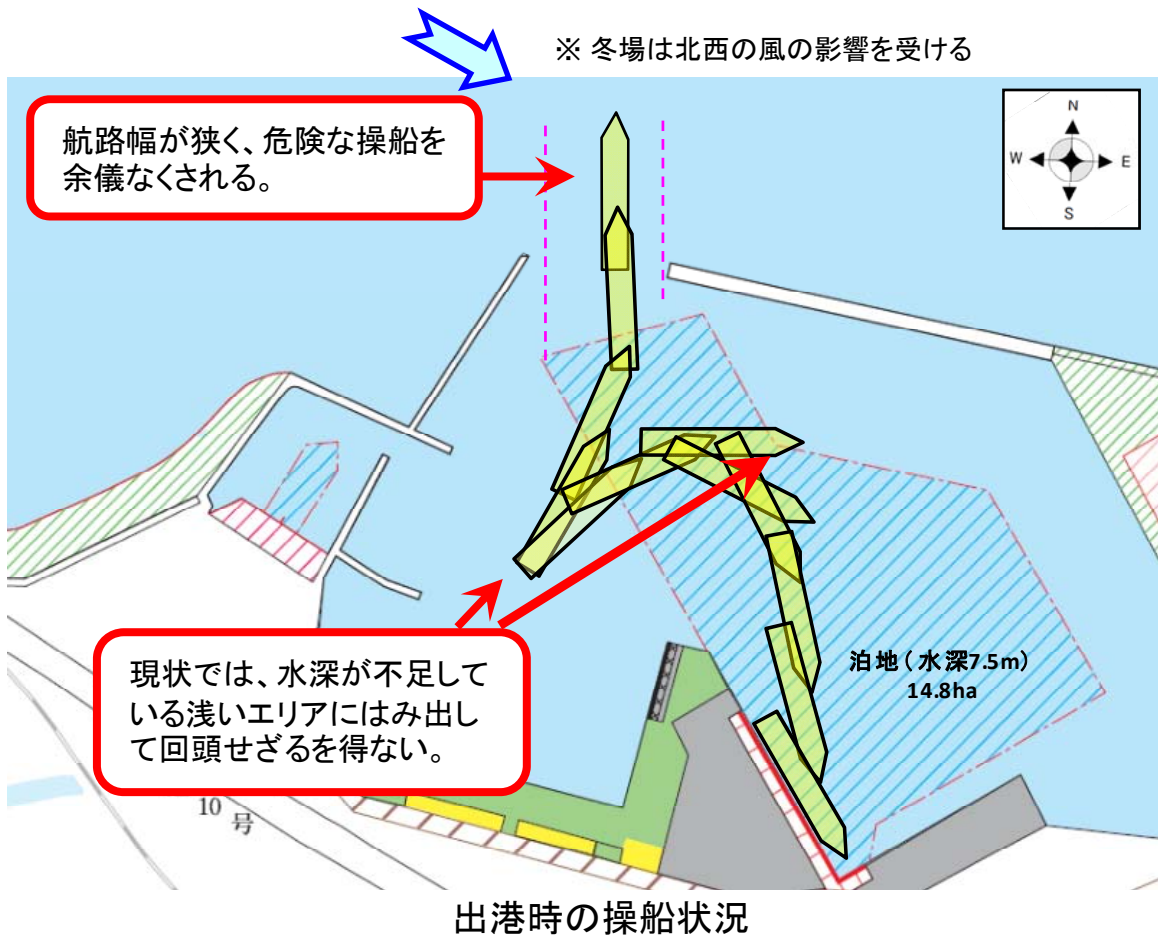 ※ 冬場は北西の風の影響を受ける
航路幅が狭く、危険な操船を
余儀なくされる。
N
W
E
S
泊地（水深7.5m）
14.8ha
現状では、水深が不足して
いる浅いエリアにはみ出し
て回頭せざるを得ない。
10
号
出港時の操船状況